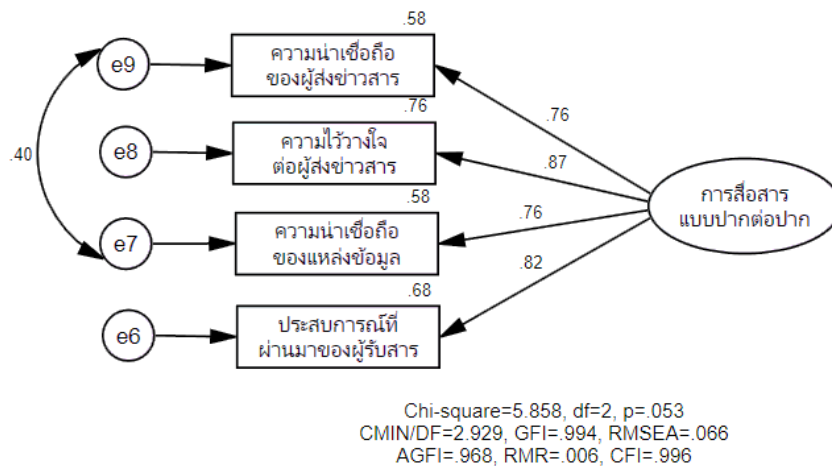 .58
e9
ความน่าเชื่อถือ
ของผู้ส่งข่าวสาร
.76
.76
.40
e8
ความไว้วางใจ
ต่อผู้ส่งข่าวสาร
.87
.58
e7
ความน่าเชื่อถือ
ของแหล่งข้อมูล
.76
การสื่อสาร
แบบปากต่อปาก
.82
.68
e6
ประสบการณ์ที่
ผ่านมาของผู้รับสาร
Chi-square=5.858, df=2, p=.053
CMIN/DF=2.929, GFI=.994, RMSEA=.066
AGFI=.968, RMR=.006, CFI=.996